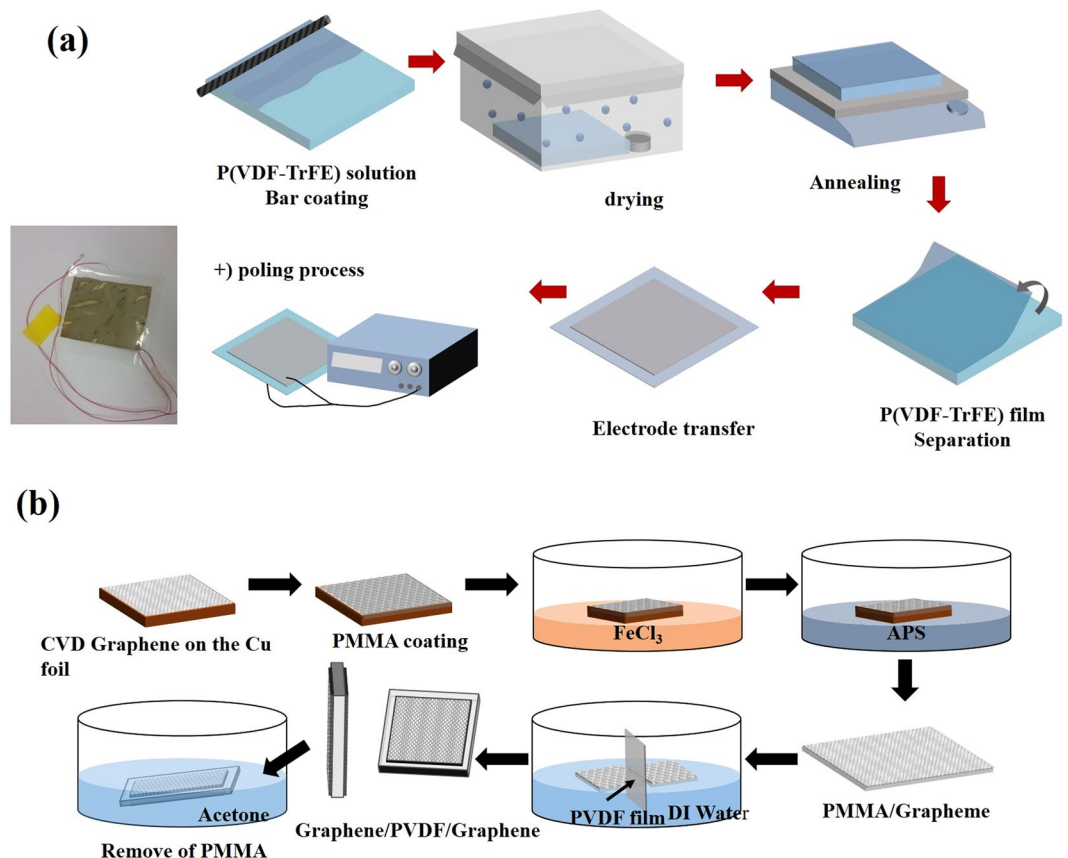 (a)
P(VDF-TrFE) solution
Bar coating
drying
Annealing
+) poling process
Electrode transfer
P(VDF-TrFE) film
Separation
(b)
CVD Graphene on the Cu
foil
PMMA coating
FeCl₃
APS
Acetone
Remove of PMMA
Graphene/PVDF/Graphene
PVDF film
DI Water
PMMA/Grapheme